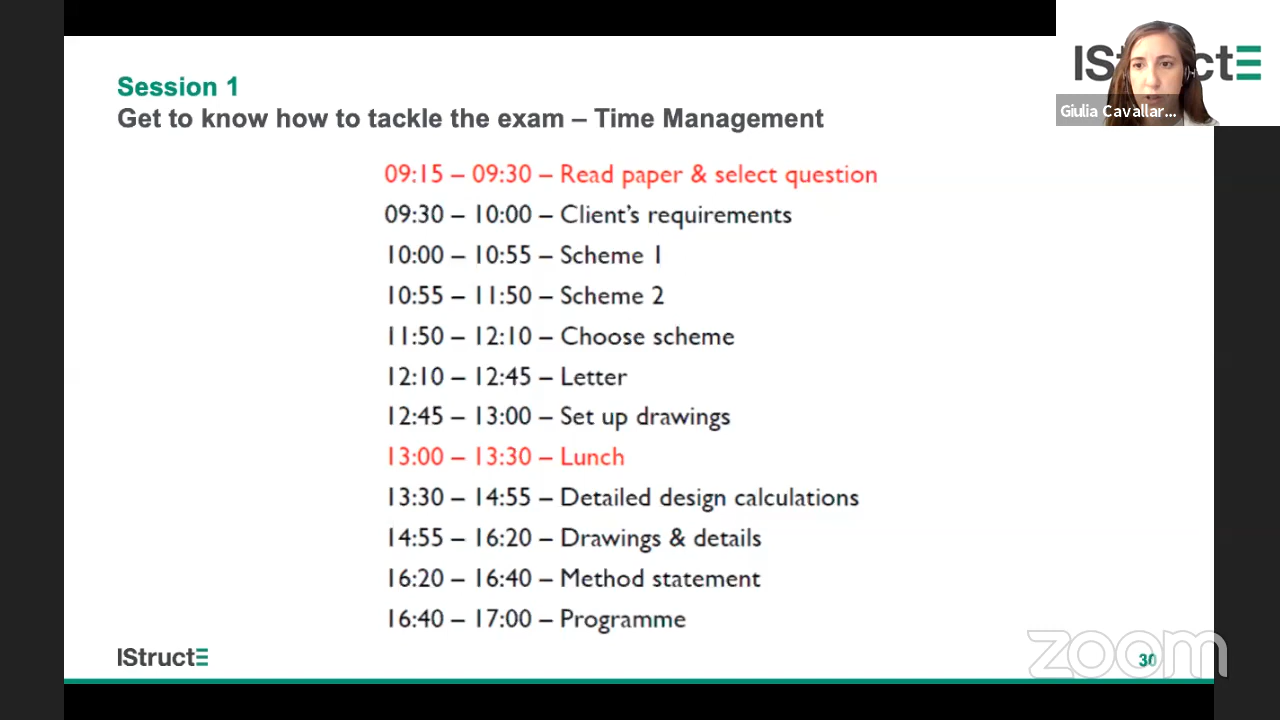 IStructE
Giulia Cavallar...
Session 1
Get to know how to tackle the exam – Time Management
09:15 – 09:30 – Read paper & select question
09:30 – 10:00 – Client's requirements
10:00 – 10:55 – Scheme 1
10:55 – 11:50 – Scheme 2
11:50 – 12:10 – Choose scheme
12:10 – 12:45 – Letter
12:45 – 13:00 – Set up drawings
13:00 – 13:30 – Lunch
13:30 – 14:55 – Detailed design calculations
14:55 – 16:20 – Drawings & details
16:20 – 16:40 – Method statement
16:40 – 17:00 – Programme
IStructE
30
zoom